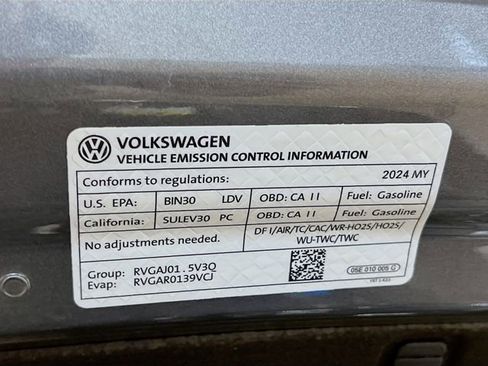 VOLKSWAGEN
VEHICLE EMISSION CONTROL INFORMATION
Conforms to regulations: 2024 MY
U.S. EPA: BIN30 LDV OBD: CA II Fuel: Gasoline
California: SULEV30 PC OBD: CA II Fuel: Gasoline
No adjustments needed. DFI/AIR/TC/CAC/WR-HO2S/HO2S/
WU-TWC/TWC
Group: RVGAJ01.5V3Q
Evap: RVGAR0139VCJ
05E 010 005 Q